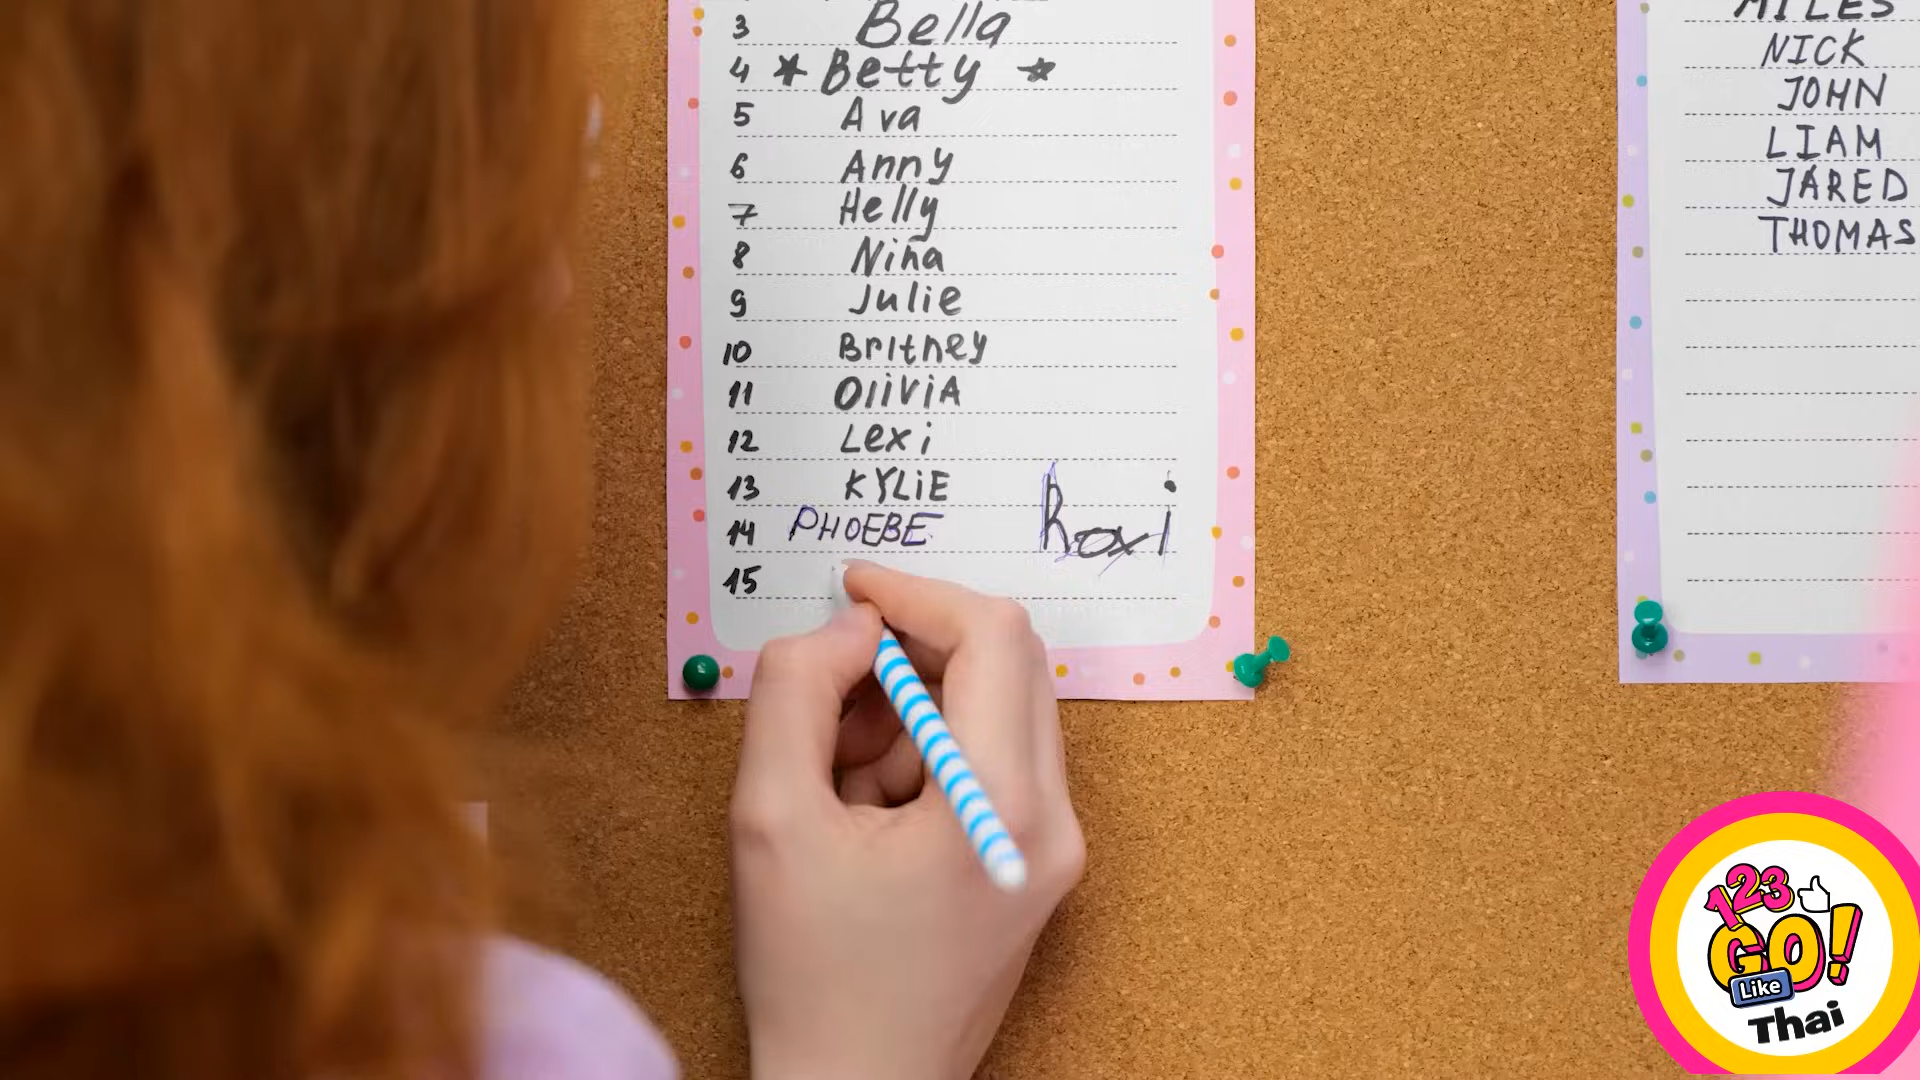 3 Bella
4 ★ Betty ★
5 Ava
6 Anny
7 Helly
8 Nina
9 Julie
10 Britney
11 OliviA
12 Lexi
13 KYLiE
14 PHOEBE Roxi
15
MILES
NICK
JOHN
LIAM
JARED
THOMAS
123
GO!
Like
Thai